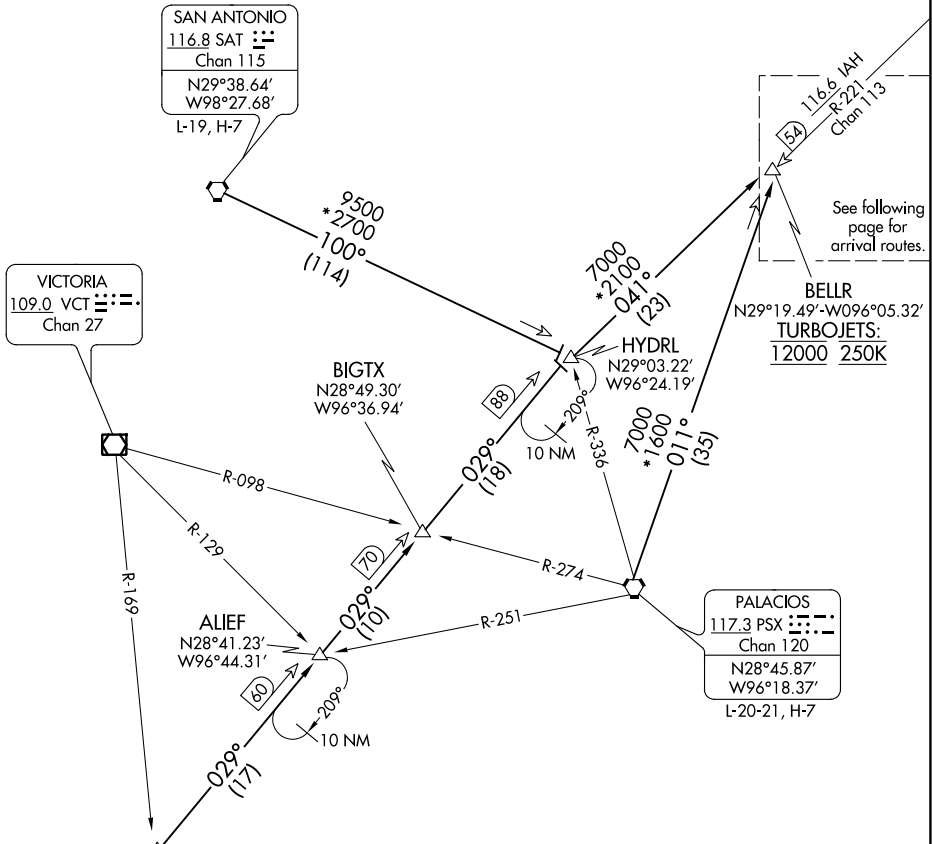 SAN ANTONIO
116.8 SAT
Chan 115
N29°38.64'
W98°27.68'
L-19, H-7
116.6 IAH
R-221
Chan 113
54
See following
page for
arrival routes.
9500
*2700
100°
(114)
7000
*2100
041°
(23)
BELLR
N29°19.49'-W096°05.32'
TURBOJETS:
12000 250K
VICTORIA
109.0 VCT
Chan 27
HYDRL
N29°03.22'
W96°24.19'
BIGTX
N28°49.30'
W96°36.94'
88
209°
10 NM
R-336
7000
*1600
011°
(35)
029°
(18)
R-098
R-129
R-169
70
R-274
R-251
029°
(10)
ALIEF
N28°41.23'
W96°44.31'
60
209°
10 NM
029°
(17)
PALACIOS
117.3 PSX
Chan 120
N28°45.87'
W96°18.37'
L-20-21, H-7